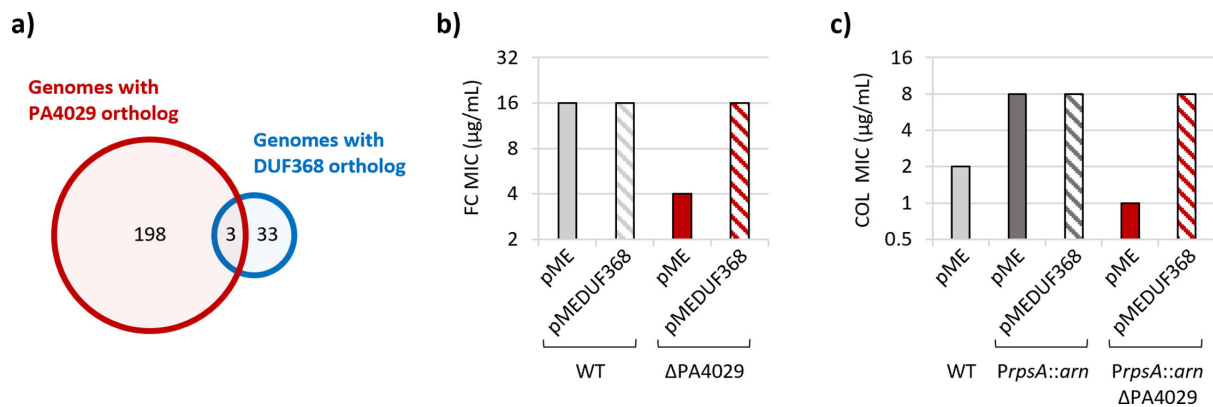 a)
Genomes with
PA4029 ortholog
Genomes with
DUF368 ortholog
198
3
33
b)
FC MIC (µg/mL)
32
16
8
4
2
pME
pMEDUF368
pME
pMEDUF368
WT
ΔPA4029
c)
COL MIC (µg/mL)
16
8
4
2
1
0.5
pME
pMEDUF368
pME
pMEDUF368
WT
PrpsA::arn
PrpsA::arn
ΔPA4029